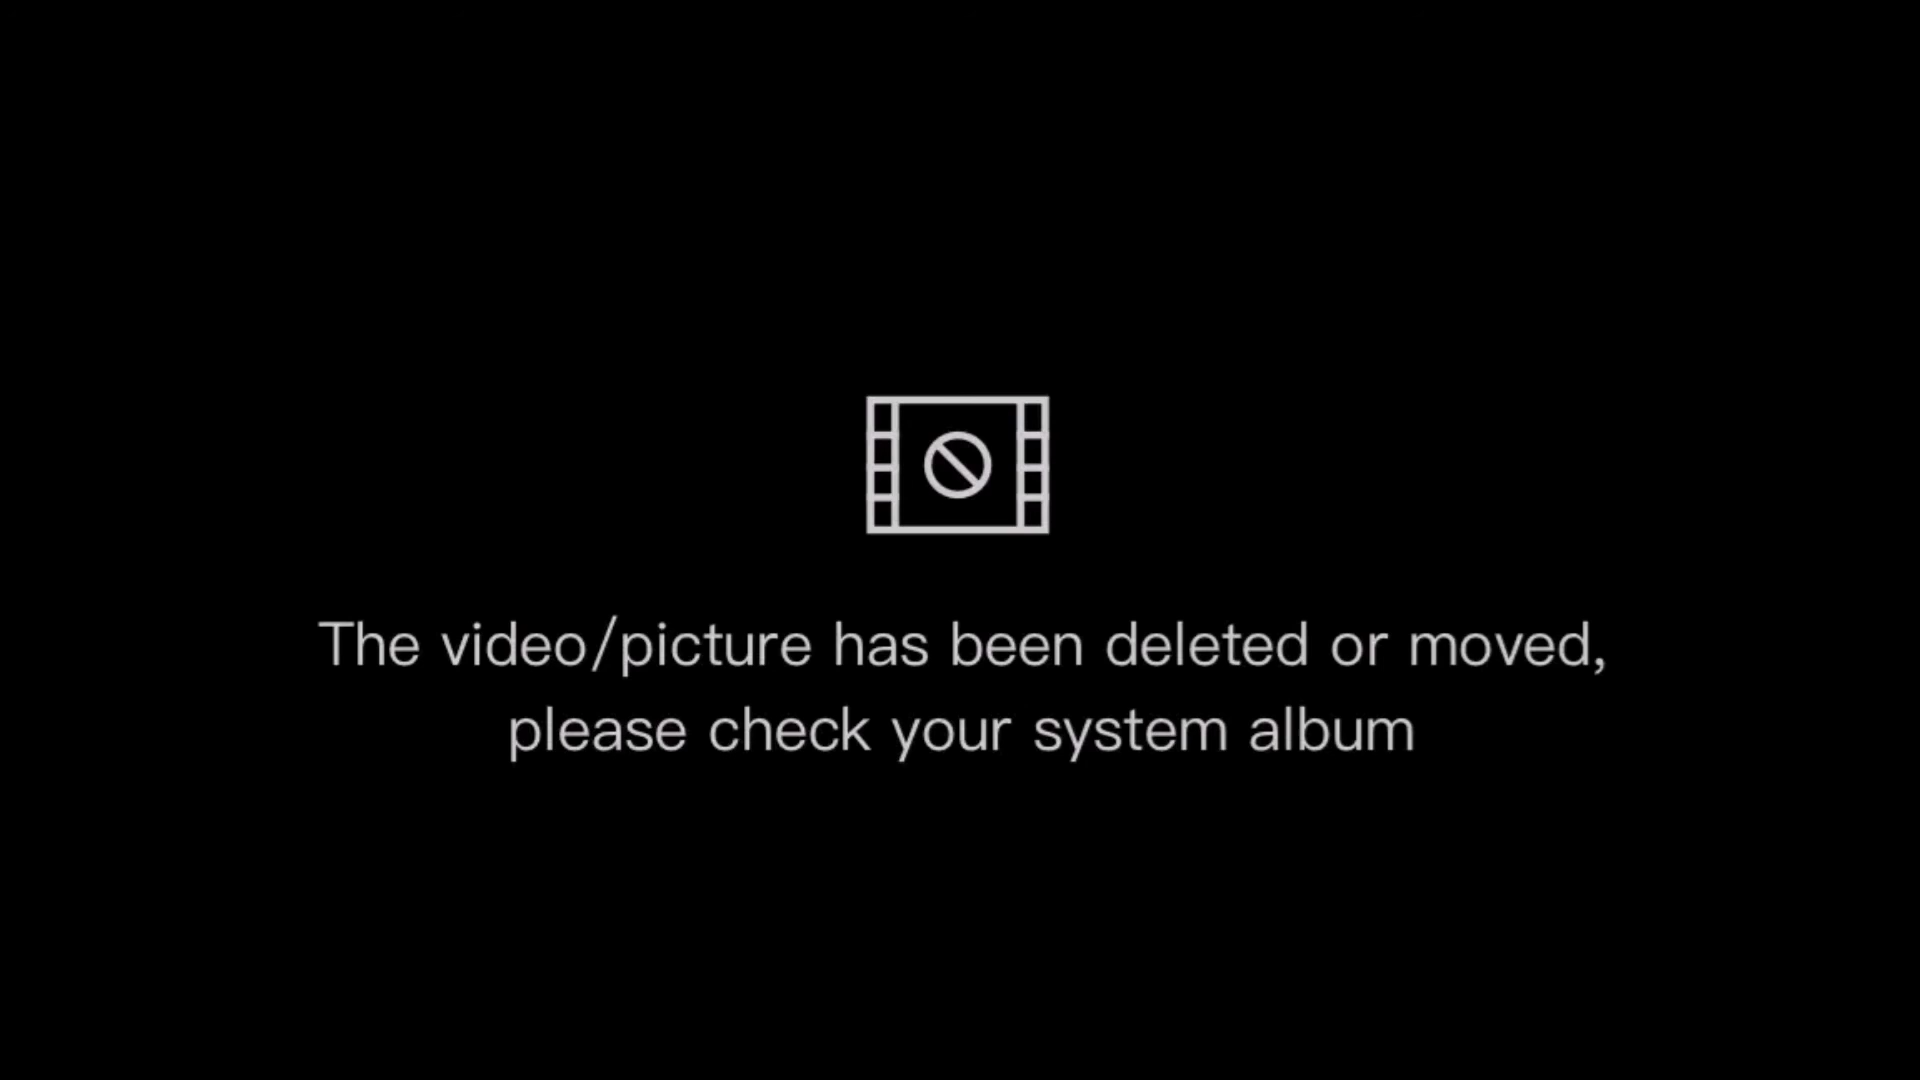 The video/picture has been deleted or moved,
please check your system album